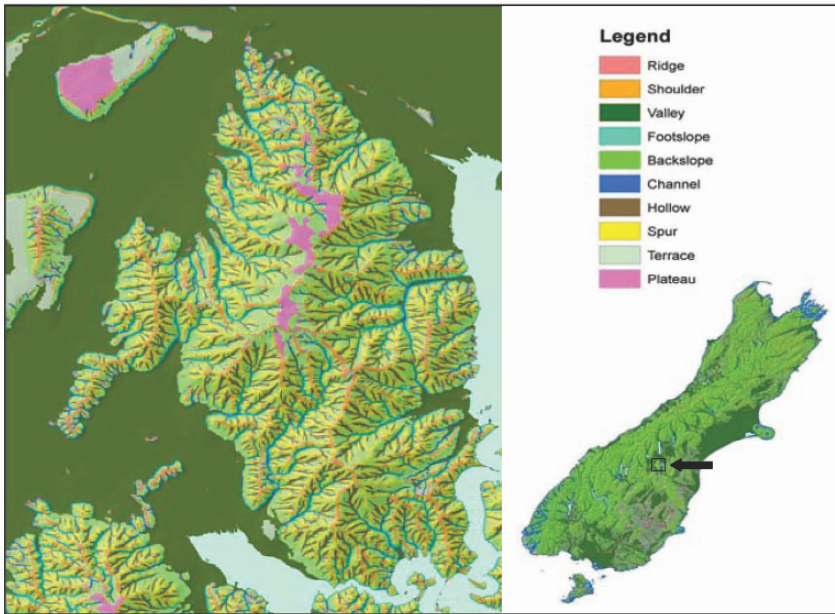 Legend
Ridge
Shoulder
Valley
Footslope
Backslope
Channel
Hollow
Spur
Terrace
Plateau